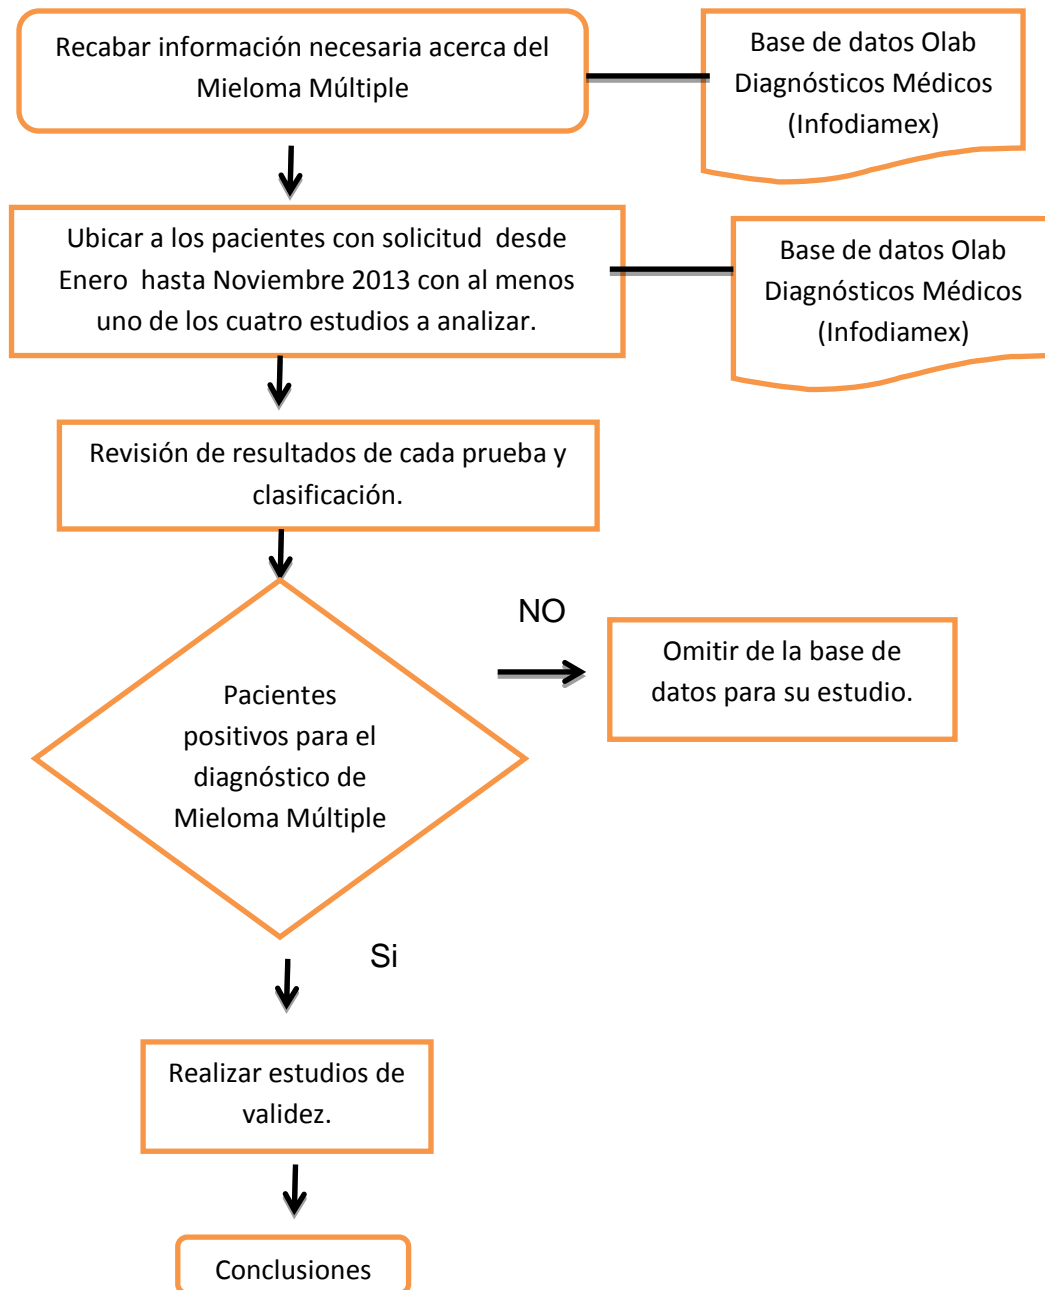 Recabar información necesaria acerca del
Mieloma Múltiple
Base de datos Olab
Diagnósticos Médicos
(Infodiamex)
Ubicar a los pacientes con solicitud desde
Enero hasta Noviembre 2013 con al menos
uno de los cuatro estudios a analizar.
Base de datos Olab
Diagnósticos Médicos
(Infodiamex)
Revisión de resultados de cada prueba y
clasificación.
Pacientes
positivos para el
diagnóstico de
Mieloma Múltiple
NO
Omitir de la base de
datos para su estudio.
Si
Realizar estudios de
validez.
Conclusiones